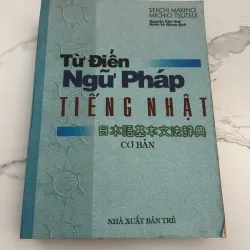 SEIICHI MAKINO
MICHIO TSUTSUI
Từ Điển
Ngữ Pháp
TIẾNG NHẬT
日本語基本文法辞典
CƠ BẢN
NHÀ XUẤT BẢN TRẺ